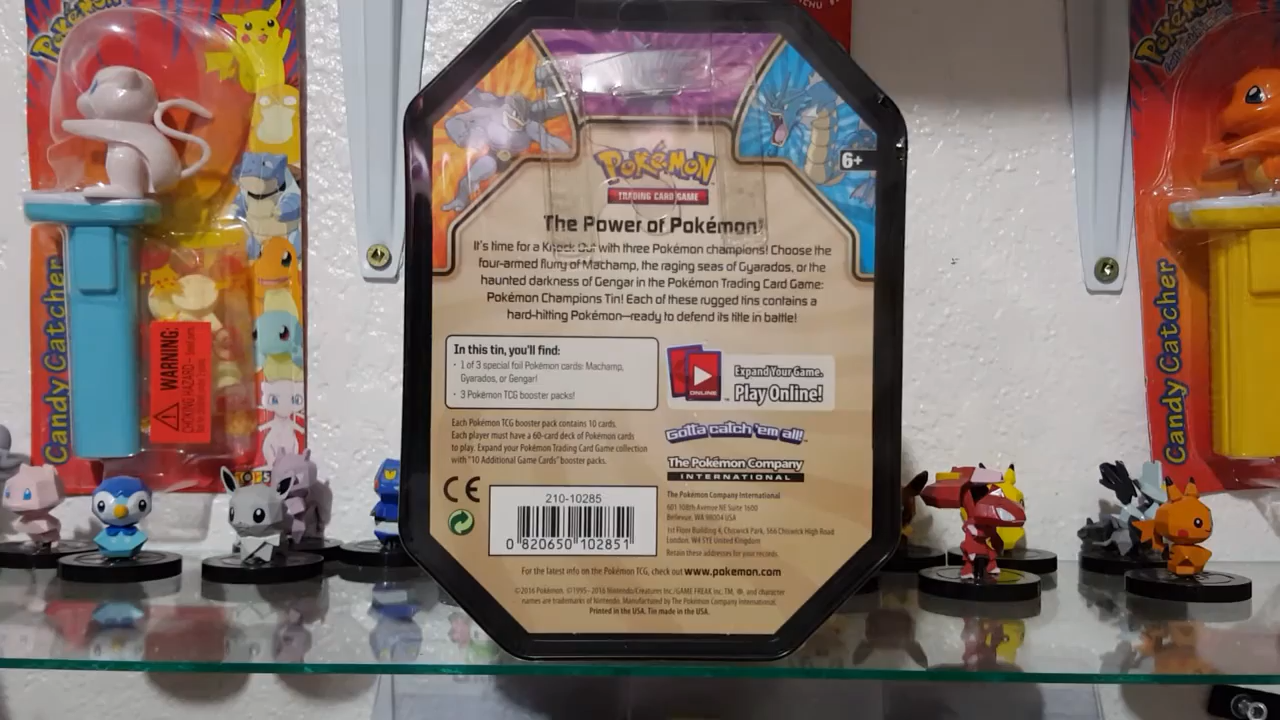 Pokémon
Candy Catcher
WARNING:
CHOKING HAZARD—Small parts.
TOPS
6+
POKéMON
TRADING CARD GAME
The Power of Pokémon!
It's time for a Knock Out with three Pokémon champions! Choose the
four-armed flurry of Machamp, the raging seas of Gyarados, or the
haunted darkness of Gengar in the Pokémon Trading Card Game:
Pokémon Champions Tin! Each of these rugged tins contains a
hard-hitting Pokémon—ready to defend its title in battle!
In this tin, you'll find:
• 1 of 3 special foil Pokémon cards: Machamp,
Gyarados, or Gengar!
• 3 Pokémon TCG booster packs!
ONLINE
Expand Your Game.
Play Online!
Each Pokémon TCG booster pack contains 10 cards.
Each player must have a 60-card deck of Pokémon cards
to play. Expand your Pokémon Trading Card Game collection
with "10 Additional Game Cards" booster packs.
Gotta catch 'em all!™
The Pokémon Company
INTERNATIONAL
CE
210-10285
0 820650 102851
The Pokémon Company International
601 108th Avenue NE Suite 1600
Bellevue, WA 98004 USA
1st Floor Building 4, Chiswick Park, 566 Chiswick High Road
London, W4 5YE United Kingdom
Retain these addresses for your records.
For the latest info on the Pokémon TCG, check out www.pokemon.com
©2016 Pokémon. ©1995–2016 Nintendo/Creatures Inc./GAME FREAK inc. TM, ®, and character
names are trademarks of Nintendo. Manufactured by The Pokémon Company International.
Printed in the USA. Tin made in the USA.
Pokémon
Candy Catcher